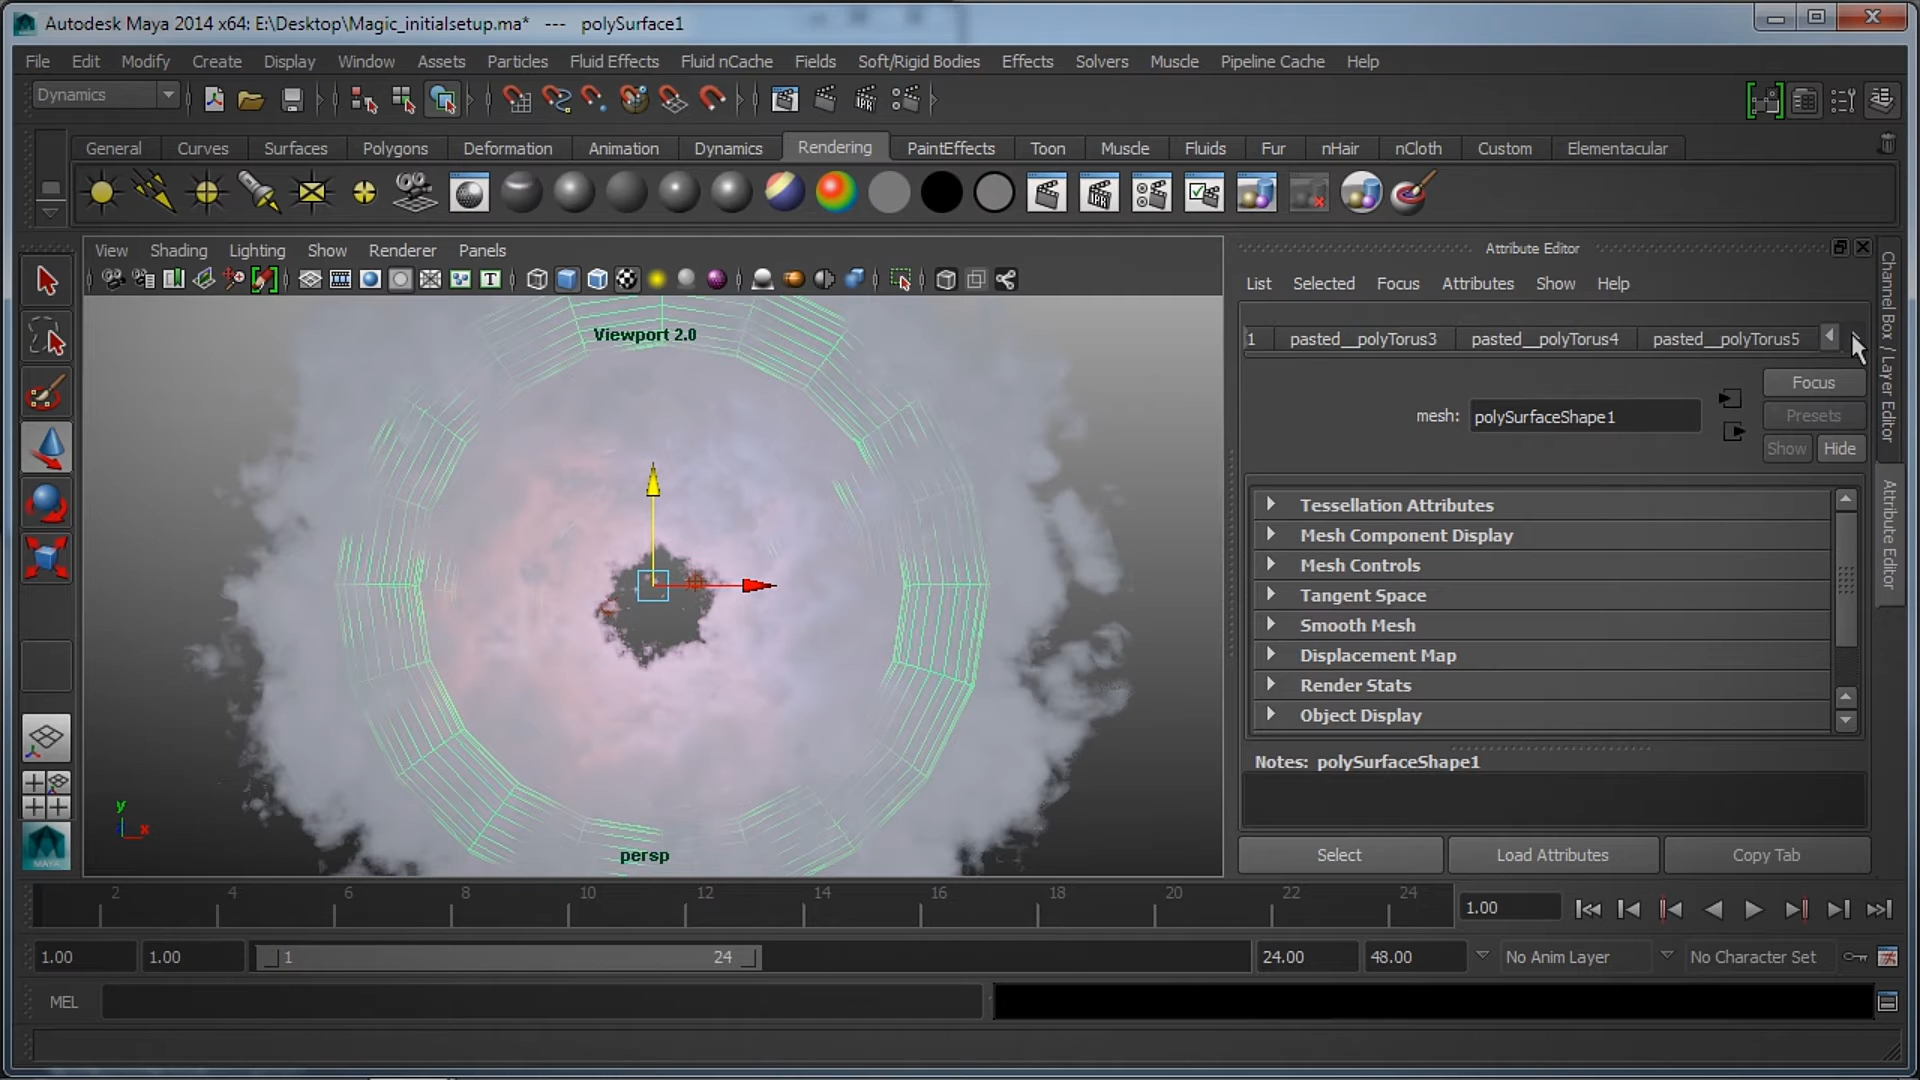 Autodesk Maya 2014 x64: E:\Desktop\Magic_initialsetup.ma*   ---   polySurface1
File Edit Modify Create Display Window Assets Particles Fluid Effects Fluid nCache Fields Soft/Rigid Bodies Effects Solvers Muscle Pipeline Cache Help
Dynamics
General Curves Surfaces Polygons Deformation Animation Dynamics Rendering PaintEffects Toon Muscle Fluids Fur nHair nCloth Custom Elementacular
IPR
View Shading Lighting Show Renderer Panels
T
Viewport 2.0
y
x
persp
MAYA
Attribute Editor
List Selected Focus Attributes Show Help
1 pasted__polyTorus3 pasted__polyTorus4 pasted__polyTorus5
Focus
mesh: polySurfaceShape1
Presets
Show Hide
Tessellation Attributes
Mesh Component Display
Mesh Controls
Tangent Space
Smooth Mesh
Displacement Map
Render Stats
Object Display
Notes: polySurfaceShape1
Select Load Attributes Copy Tab
Channel Box / Layer Editor
Attribute Editor
2 4 6 8 10 12 14 16 18 20 22 24
1.00
1.00 1.00 1 24 24.00 48.00 No Anim Layer No Character Set
MEL